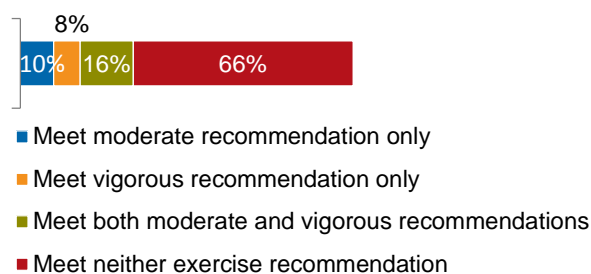 8%
10% 16% 66%
Meet moderate recommendation only
Meet vigorous recommendation only
Meet both moderate and vigorous recommendations
Meet neither exercise recommendation